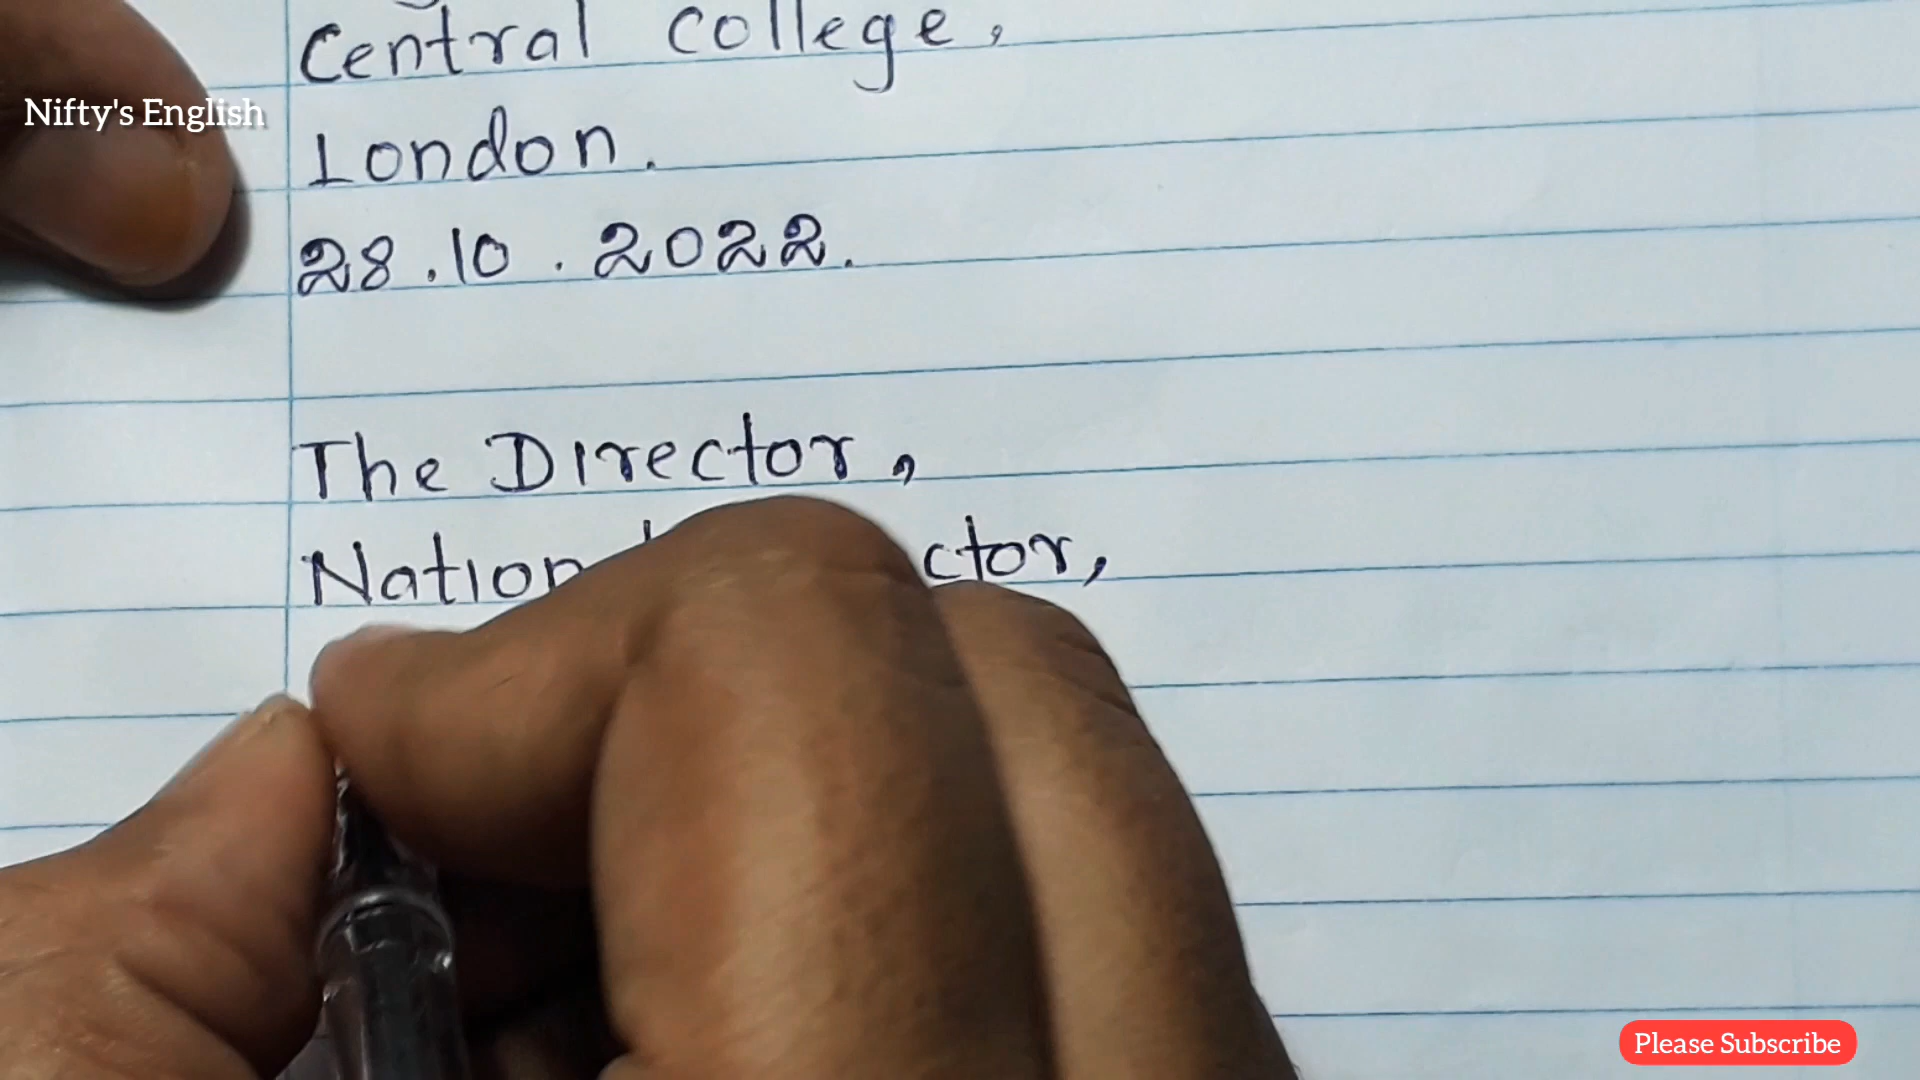 Central College,
Nifty's English
London.
28.10.2022.
The Director,
ctor,
Please Subscribe